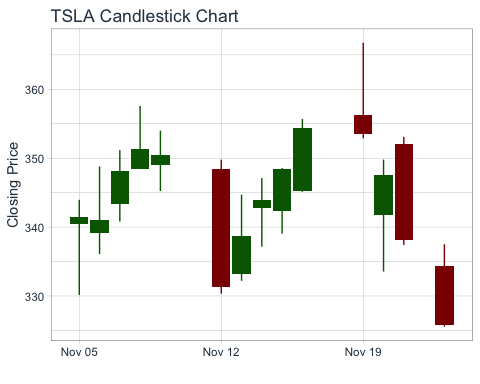 TSLA Candlestick Chart
Closing Price
360
350
340
330
Nov 05
Nov 12
Nov 19